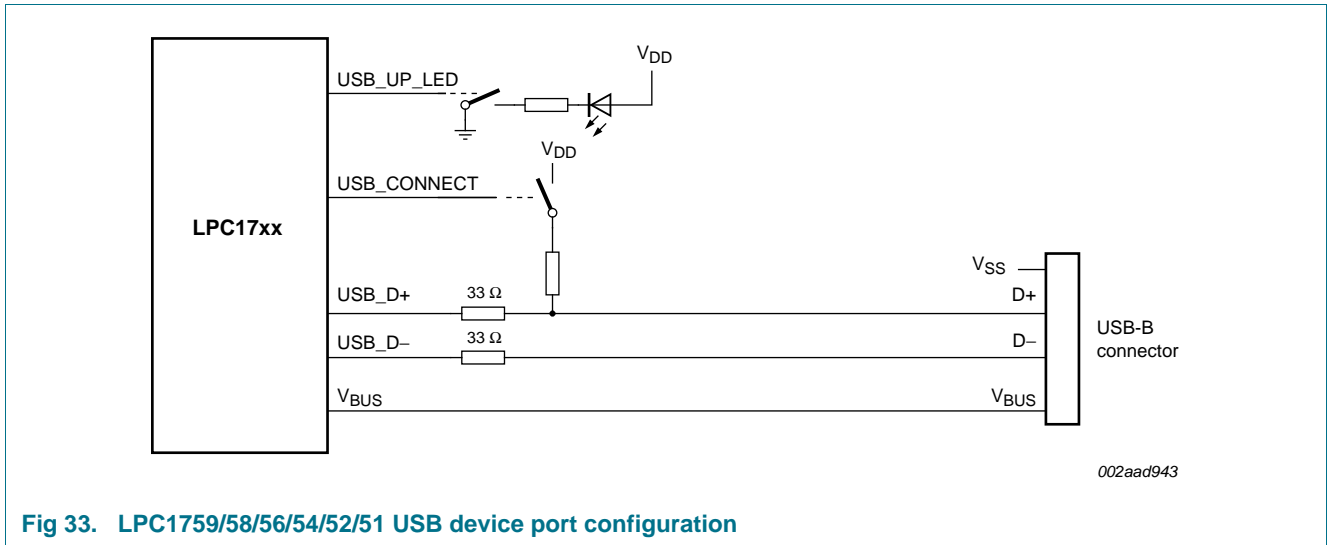 V_DD
USB_UP_LED
V_DD
USB_CONNECT
LPC17xx
V_SS
USB_D+ 33 Ω D+
USB-B
connector
USB_D– 33 Ω D–
V_BUS V_BUS
002aad943
Fig 33. LPC1759/58/56/54/52/51 USB device port configuration